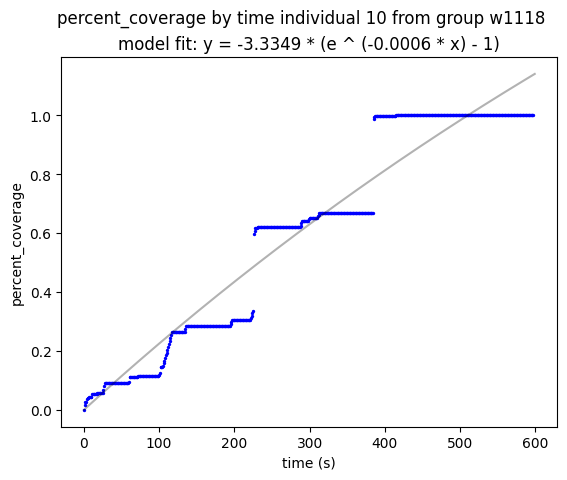 percent_coverage by time individual 10 from group w1118
model fit: y = -3.3349 * (e ^ (-0.0006 * x) - 1)
1.0
0.8
0.6
0.4
0.2
0.0
percent_coverage
0 100 200 300 400 500 600
time (s)